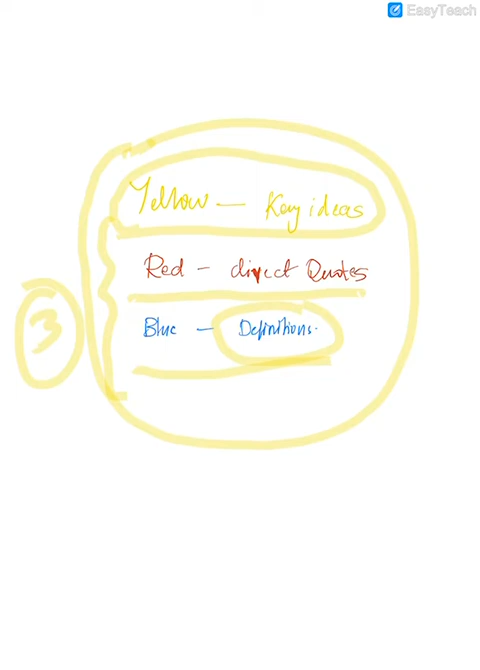 EasyTeach
Yellow — Key ideas
Red - direct Quotes
3
Blue - Definitions.